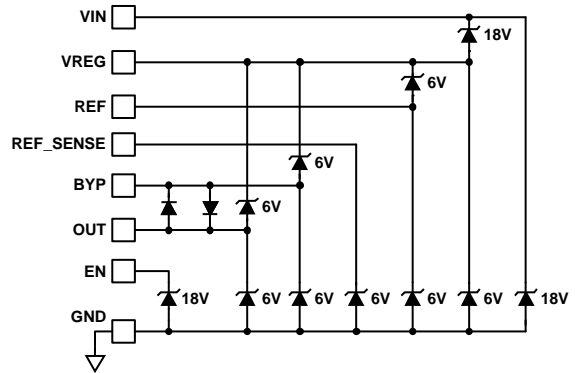 VIN
18V
VREG
6V
REF
REF_SENSE
6V
BYP
6V
OUT
EN
18V 6V 6V 6V 6V 6V 18V
GND